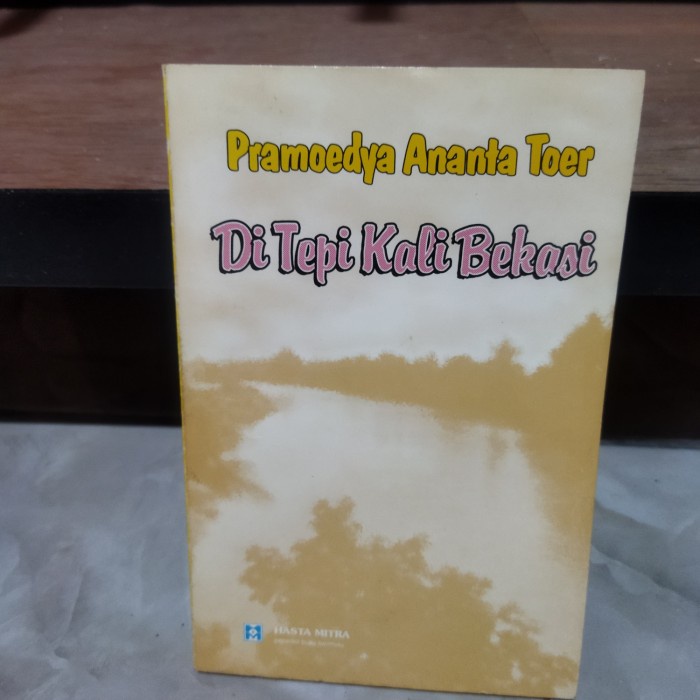 Pramoedya Ananta Toer
Di Tepi Kali Bekasi
HASTA MITRA